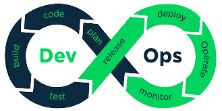 code
deploy
plan
build
Dev
release
Ops
Operate
test
monitor